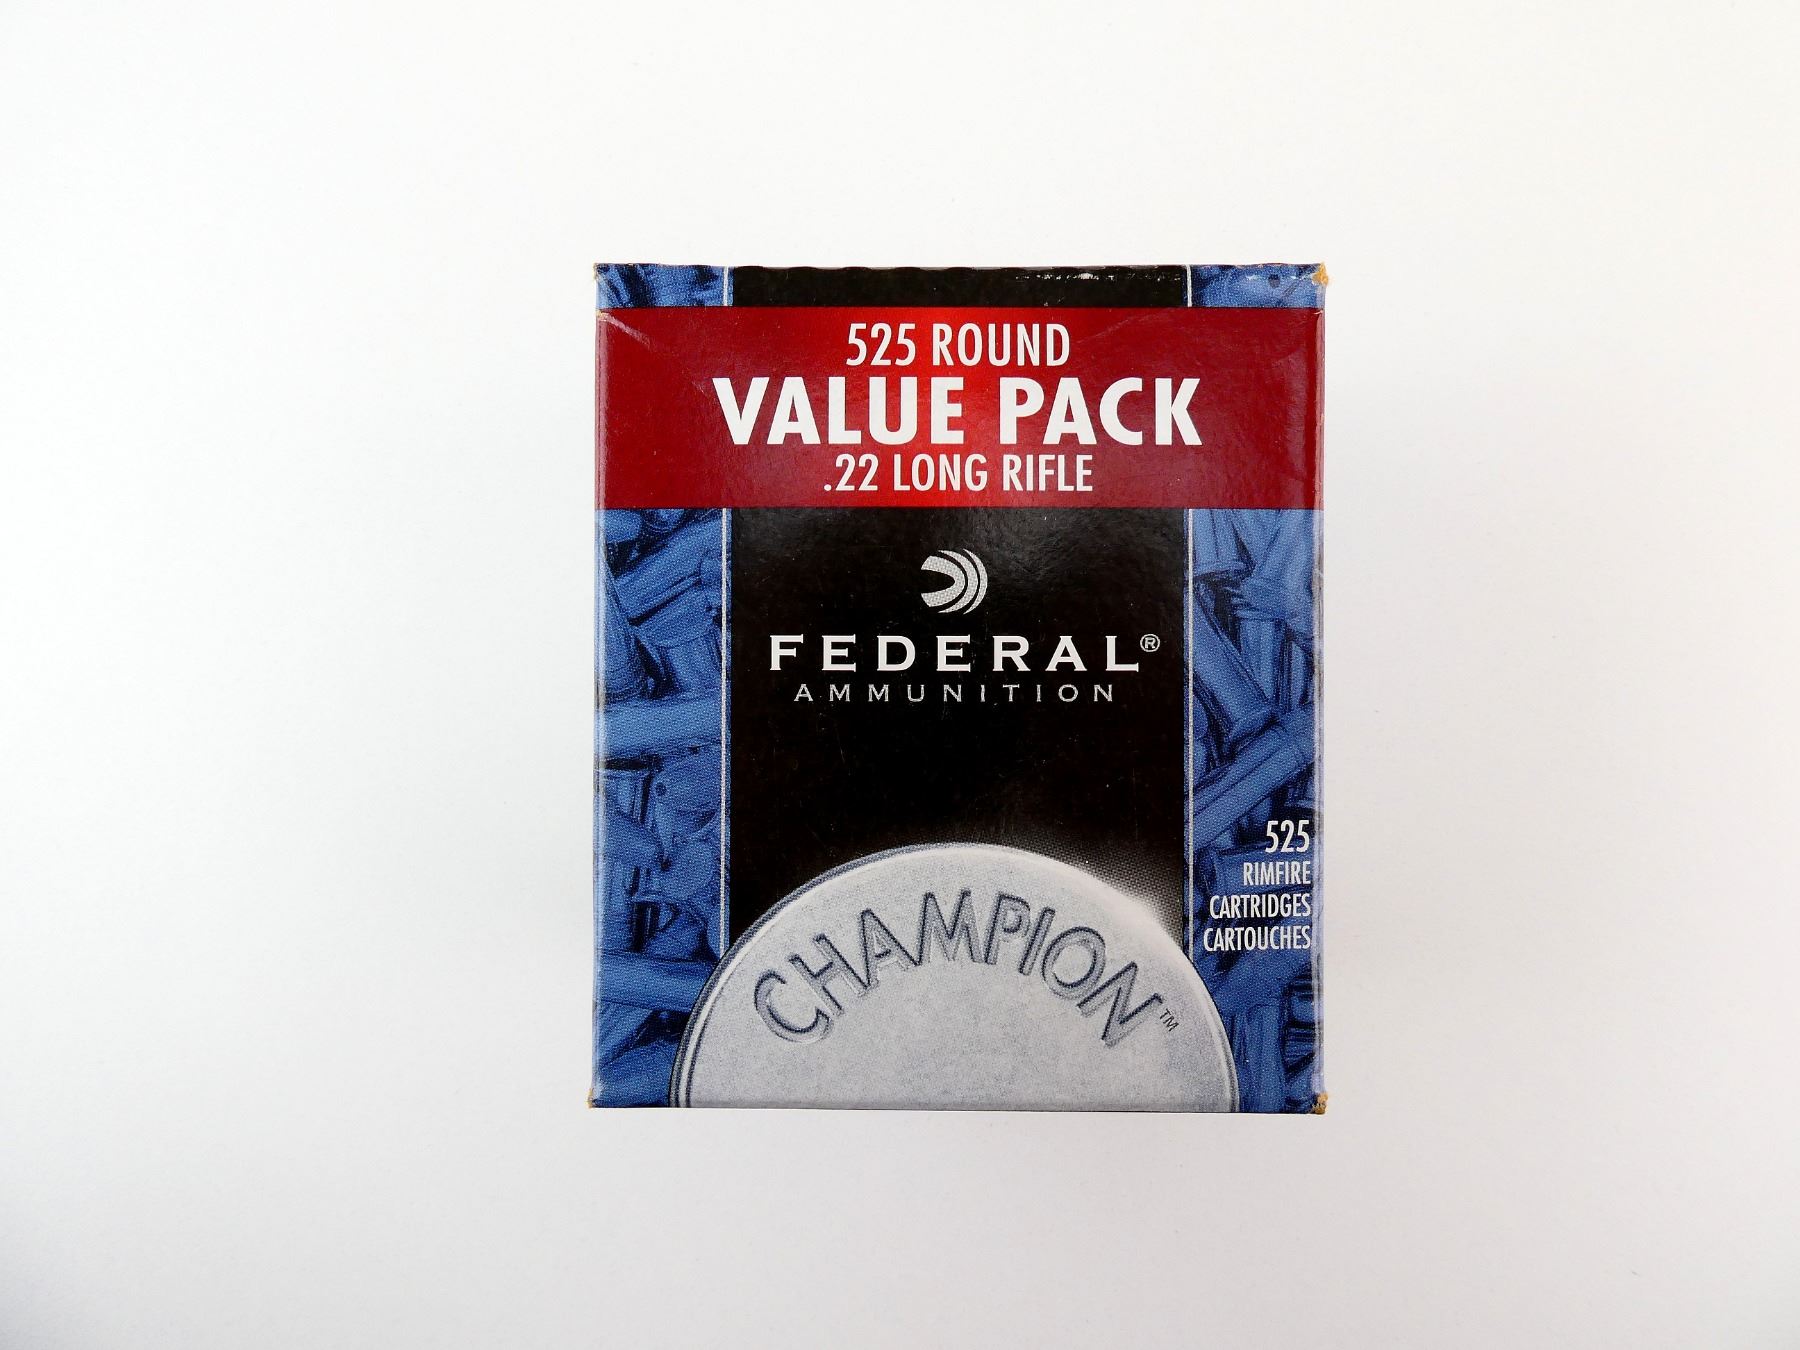 525 ROUND
VALUE PACK
.22 LONG RIFLE
FEDERAL®
AMMUNITION
525
RIMFIRE
CARTRIDGES
CARTOUCHES
CHAMPION™